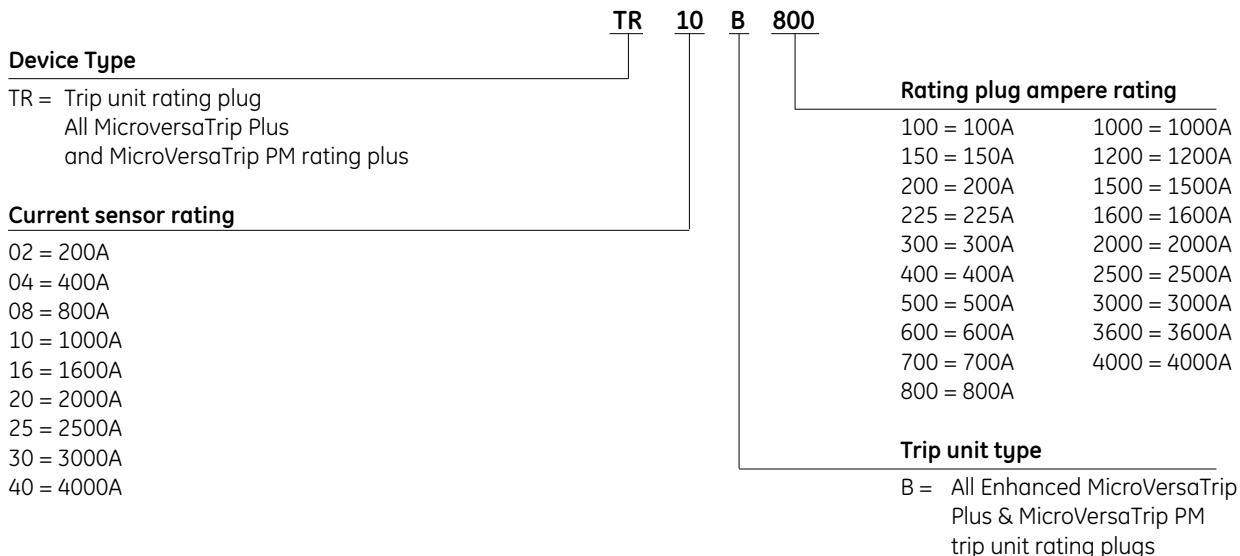 TR 10 B 800
Device Type
TR = Trip unit rating plug
All MicroversaTrip Plus
and MicroVersaTrip PM rating plus
Current sensor rating
02 = 200A
04 = 400A
08 = 800A
10 = 1000A
16 = 1600A
20 = 2000A
25 = 2500A
30 = 3000A
40 = 4000A
Rating plug ampere rating
100 = 100A 1000 = 1000A
150 = 150A 1200 = 1200A
200 = 200A 1500 = 1500A
225 = 225A 1600 = 1600A
300 = 300A 2000 = 2000A
400 = 400A 2500 = 2500A
500 = 500A 3000 = 3000A
600 = 600A 3600 = 3600A
700 = 700A 4000 = 4000A
800 = 800A
Trip unit type
B = All Enhanced MicroVersaTrip
Plus & MicroVersaTrip PM
trip unit rating plugs